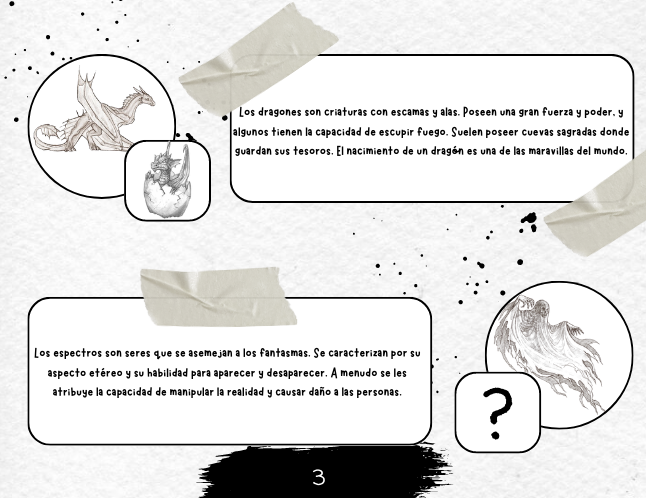 Los dragones son criaturas con escamas y alas. Poseen una gran fuerza y poder, y
algunos tienen la capacidad de escupir fuego. Suelen poseer cuevas sagradas donde
guardan sus tesoros. El nacimiento de un dragón es una de las maravillas del mundo.
Los espectros son seres que se asemejan a los fantasmas. Se caracterizan por su
aspecto etéreo y su habilidad para aparecer y desaparecer. A menudo se les
atribuye la capacidad de manipular la realidad y causar daño a las personas.
?
3